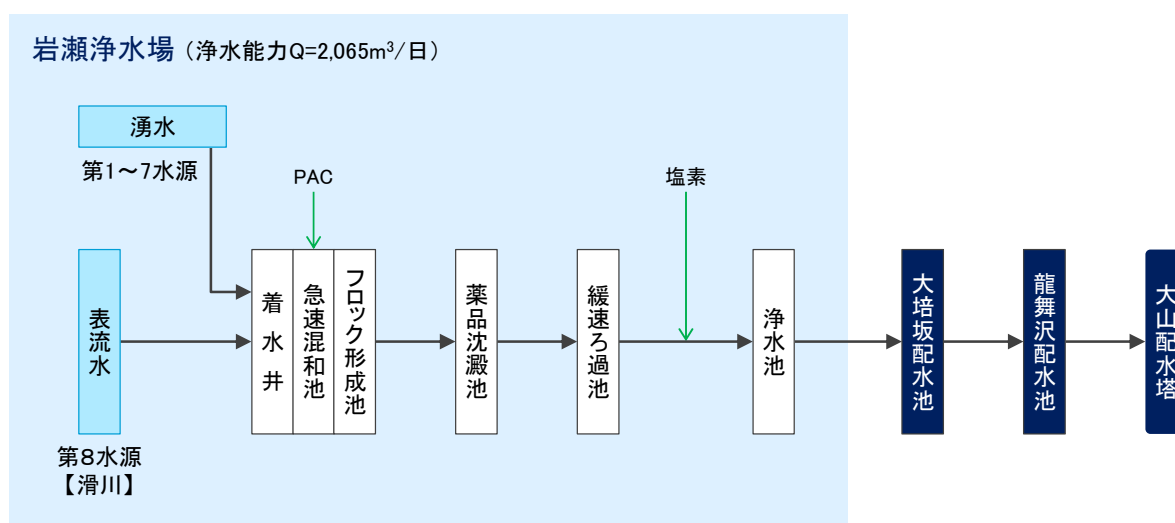 岩瀬浄水場（浄水能力Q=2,065m³/日）
湧水
第1～7水源
PAC
塩素
表流水
第8水源
【滑川】
着水井
急速混和池
フロック形成池
薬品沈澱池
緩速ろ過池
浄水池
大培坂配水池
龍舞沢配水池
大山配水塔